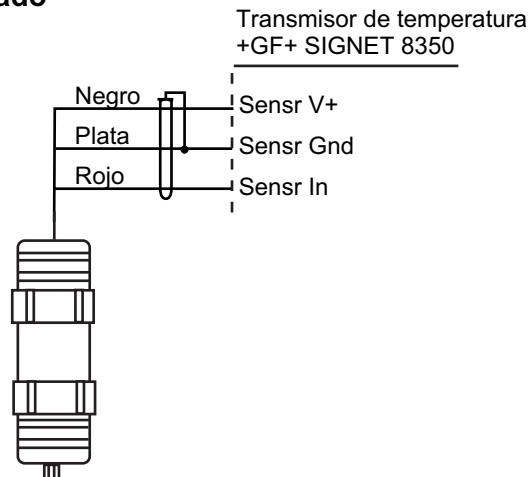 Transmisor de temperatura
+GF+ SIGNET 8350
Negro
Sensr V+
Plata
Sensr Gnd
Rojo
Sensr In